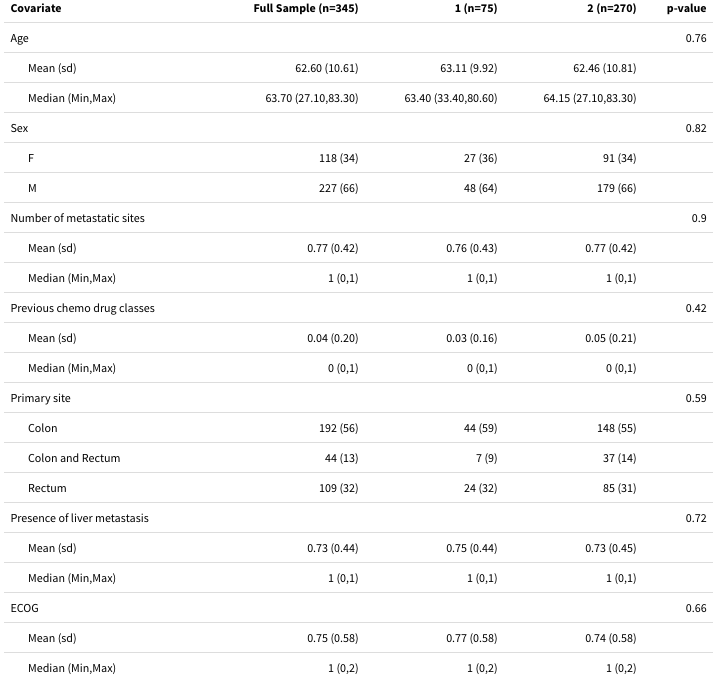 Covariate Full Sample (n=345) 1 (n=75) 2 (n=270) p-value
Age 0.76
Mean (sd) 62.60 (10.61) 63.11 (9.92) 62.46 (10.81)
Median (Min,Max) 63.70 (27.10,83.30) 63.40 (33.40,80.60) 64.15 (27.10,83.30)
Sex 0.82
F 118 (34) 27 (36) 91 (34)
M 227 (66) 48 (64) 179 (66)
Number of metastatic sites 0.9
Mean (sd) 0.77 (0.42) 0.76 (0.43) 0.77 (0.42)
Median (Min,Max) 1 (0,1) 1 (0,1) 1 (0,1)
Previous chemo drug classes 0.42
Mean (sd) 0.04 (0.20) 0.03 (0.16) 0.05 (0.21)
Median (Min,Max) 0 (0,1) 0 (0,1) 0 (0,1)
Primary site 0.59
Colon 192 (56) 44 (59) 148 (55)
Colon and Rectum 44 (13) 7 (9) 37 (14)
Rectum 109 (32) 24 (32) 85 (31)
Presence of liver metastasis 0.72
Mean (sd) 0.73 (0.44) 0.75 (0.44) 0.73 (0.45)
Median (Min,Max) 1 (0,1) 1 (0,1) 1 (0,1)
ECOG 0.66
Mean (sd) 0.75 (0.58) 0.77 (0.58) 0.74 (0.58)
Median (Min,Max) 1 (0,2) 1 (0,2) 1 (0,2)